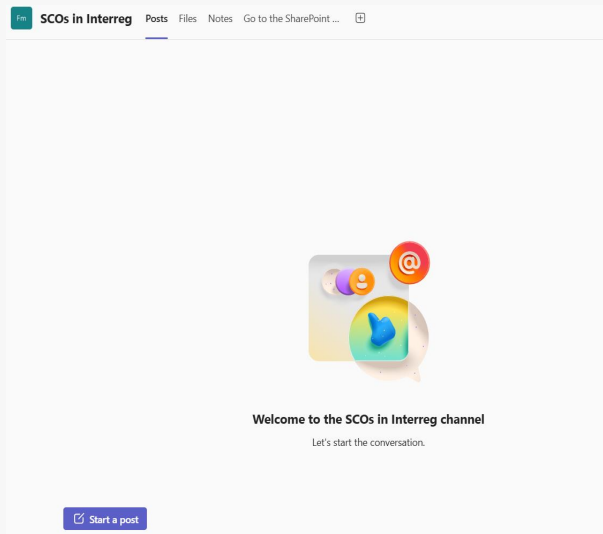 Fm SCOs in Interreg Posts Files Notes Go to the SharePoint ...
@
Welcome to the SCOs in Interreg channel
Let's start the conversation.
Start a post